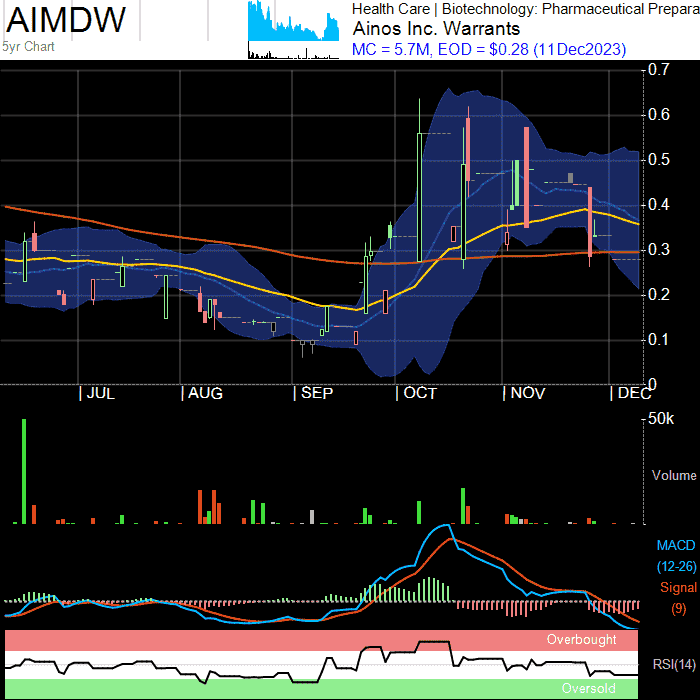 AIMDW
5yr Chart
Health Care | Biotechnology: Pharmaceutical Prepara
Ainos Inc. Warrants
MC = 5.7M, EOD = $0.28 (11Dec2023)
0.7
0.6
0.5
0.4
0.3
0.2
0.1
0
| JUL | AUG | SEP | OCT | NOV | DEC
50k
Volume
MACD
(12-26)
Signal
(9)
Overbought
RSI(14)
Oversold